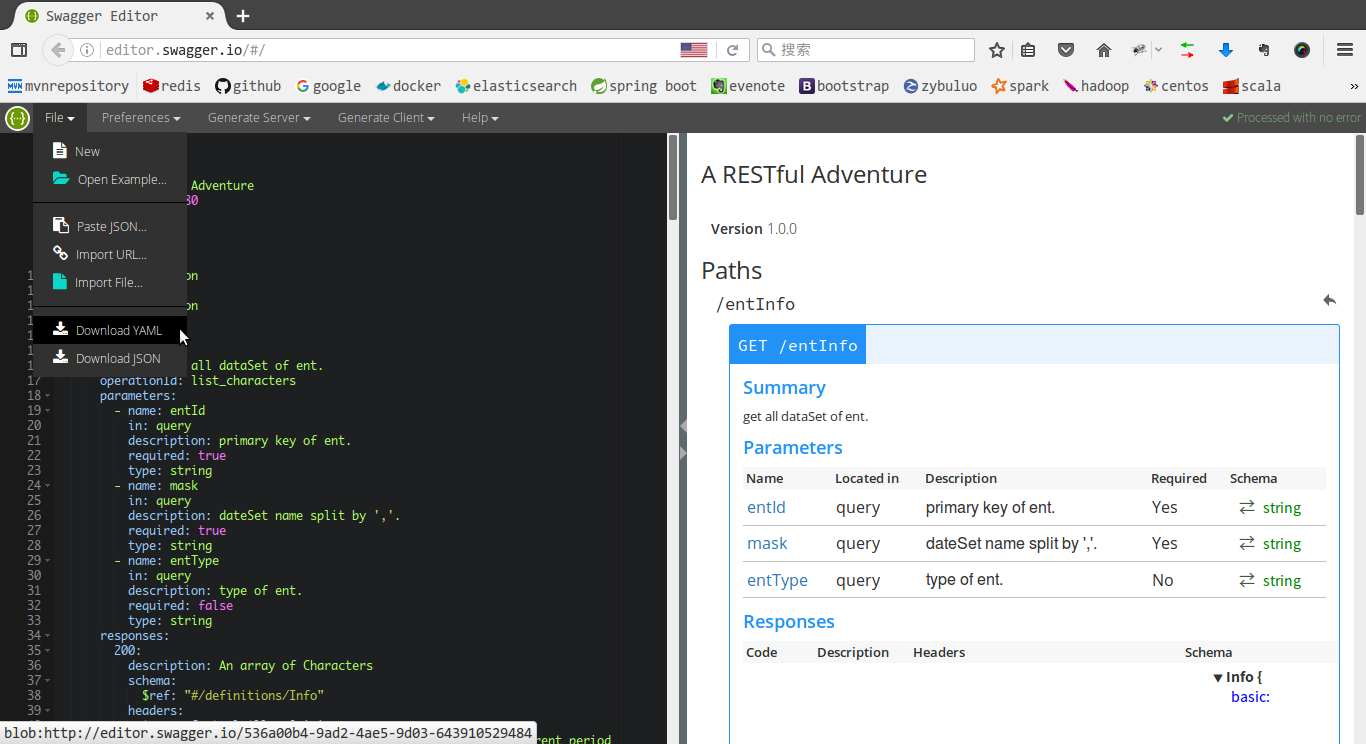 Swagger Editor
editor.swagger.io/#/
搜索
mvnrepository redis github google docker elasticsearch spring boot evenote bootstrap zybuluo spark hadoop centos scala »
File Preferences Generate Server Generate Client Help Processed with no error
New
Open Example...
Paste JSON...
Import URL...
Import File...
Download YAML
Download JSON
Adventure
on
on
all dataSet of ent.
17 operationId: list_characters
18 parameters:
19 - name: entId
20 in: query
21 description: primary key of ent.
22 required: true
23 type: string
24 - name: mask
25 in: query
26 description: dateSet name split by ','.
27 required: true
28 type: string
29 - name: entType
30 in: query
31 description: type of ent.
32 required: false
33 type: string
34 responses:
35 200:
36 description: An array of Characters
37 schema:
38 $ref: "#/definitions/Info"
39 headers:
rent period
blob:http://editor.swagger.io/536a00b4-9ad2-4ae5-9d03-643910529484
A RESTful Adventure
Version 1.0.0
Paths
/entInfo
GET /entInfo
Summary
get all dataSet of ent.
Parameters
Name Located in Description Required Schema
entId query primary key of ent. Yes string
mask query dateSet name split by ','. Yes string
entType query type of ent. No string
Responses
Code Description Headers Schema
Info {
basic: